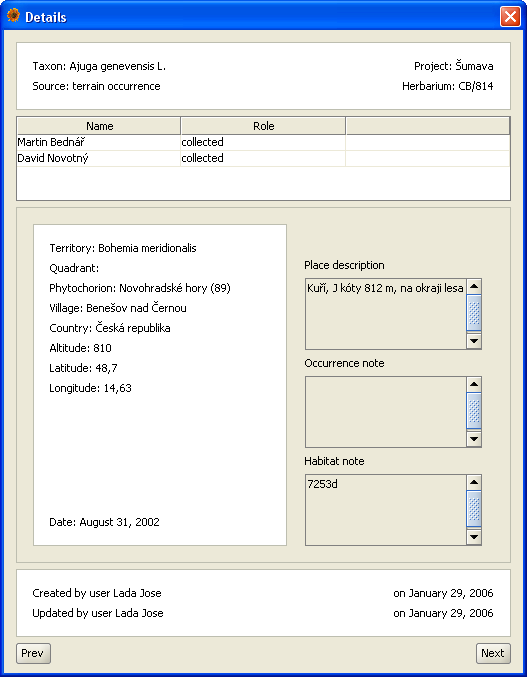 Details
Taxon: Ajuga genevensis L. Project: Šumava
Source: terrain occurrence Herbarium: CB/814
Name Role
Martin Bednář collected
David Novotný collected
Territory: Bohemia meridionalis
Quadrant:
Phytochorion: Novohradské hory (89)
Village: Benešov nad Černou
Country: Česká republika
Altitude: 810
Latitude: 48,7
Longitude: 14,63
Date: August 31, 2002
Place description
Kuří, J kóty 812 m, na okraji lesa
Occurrence note
Habitat note
7253d
Created by user Lada Jose on January 29, 2006
Updated by user Lada Jose on January 29, 2006
Prev Next